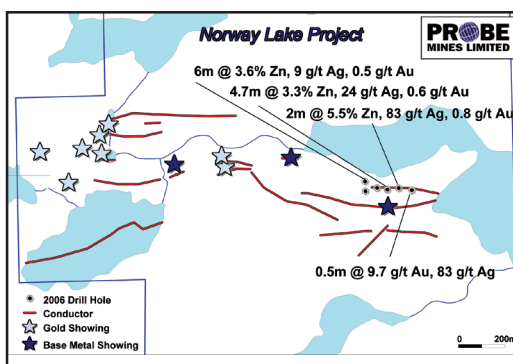 Norway Lake Project
PROBE
MINES LIMITED
6m @ 3.6% Zn, 9 g/t Ag, 0.5 g/t Au
4.7m @ 3.3% Zn, 24 g/t Ag, 0.6 g/t Au
2m @ 5.5% Zn, 83 g/t Ag, 0.8 g/t Au
0.5m @ 9.7 g/t Au, 83 g/t Ag
2006 Drill Hole
Conductor
Gold Showing
Base Metal Showing
0 200m